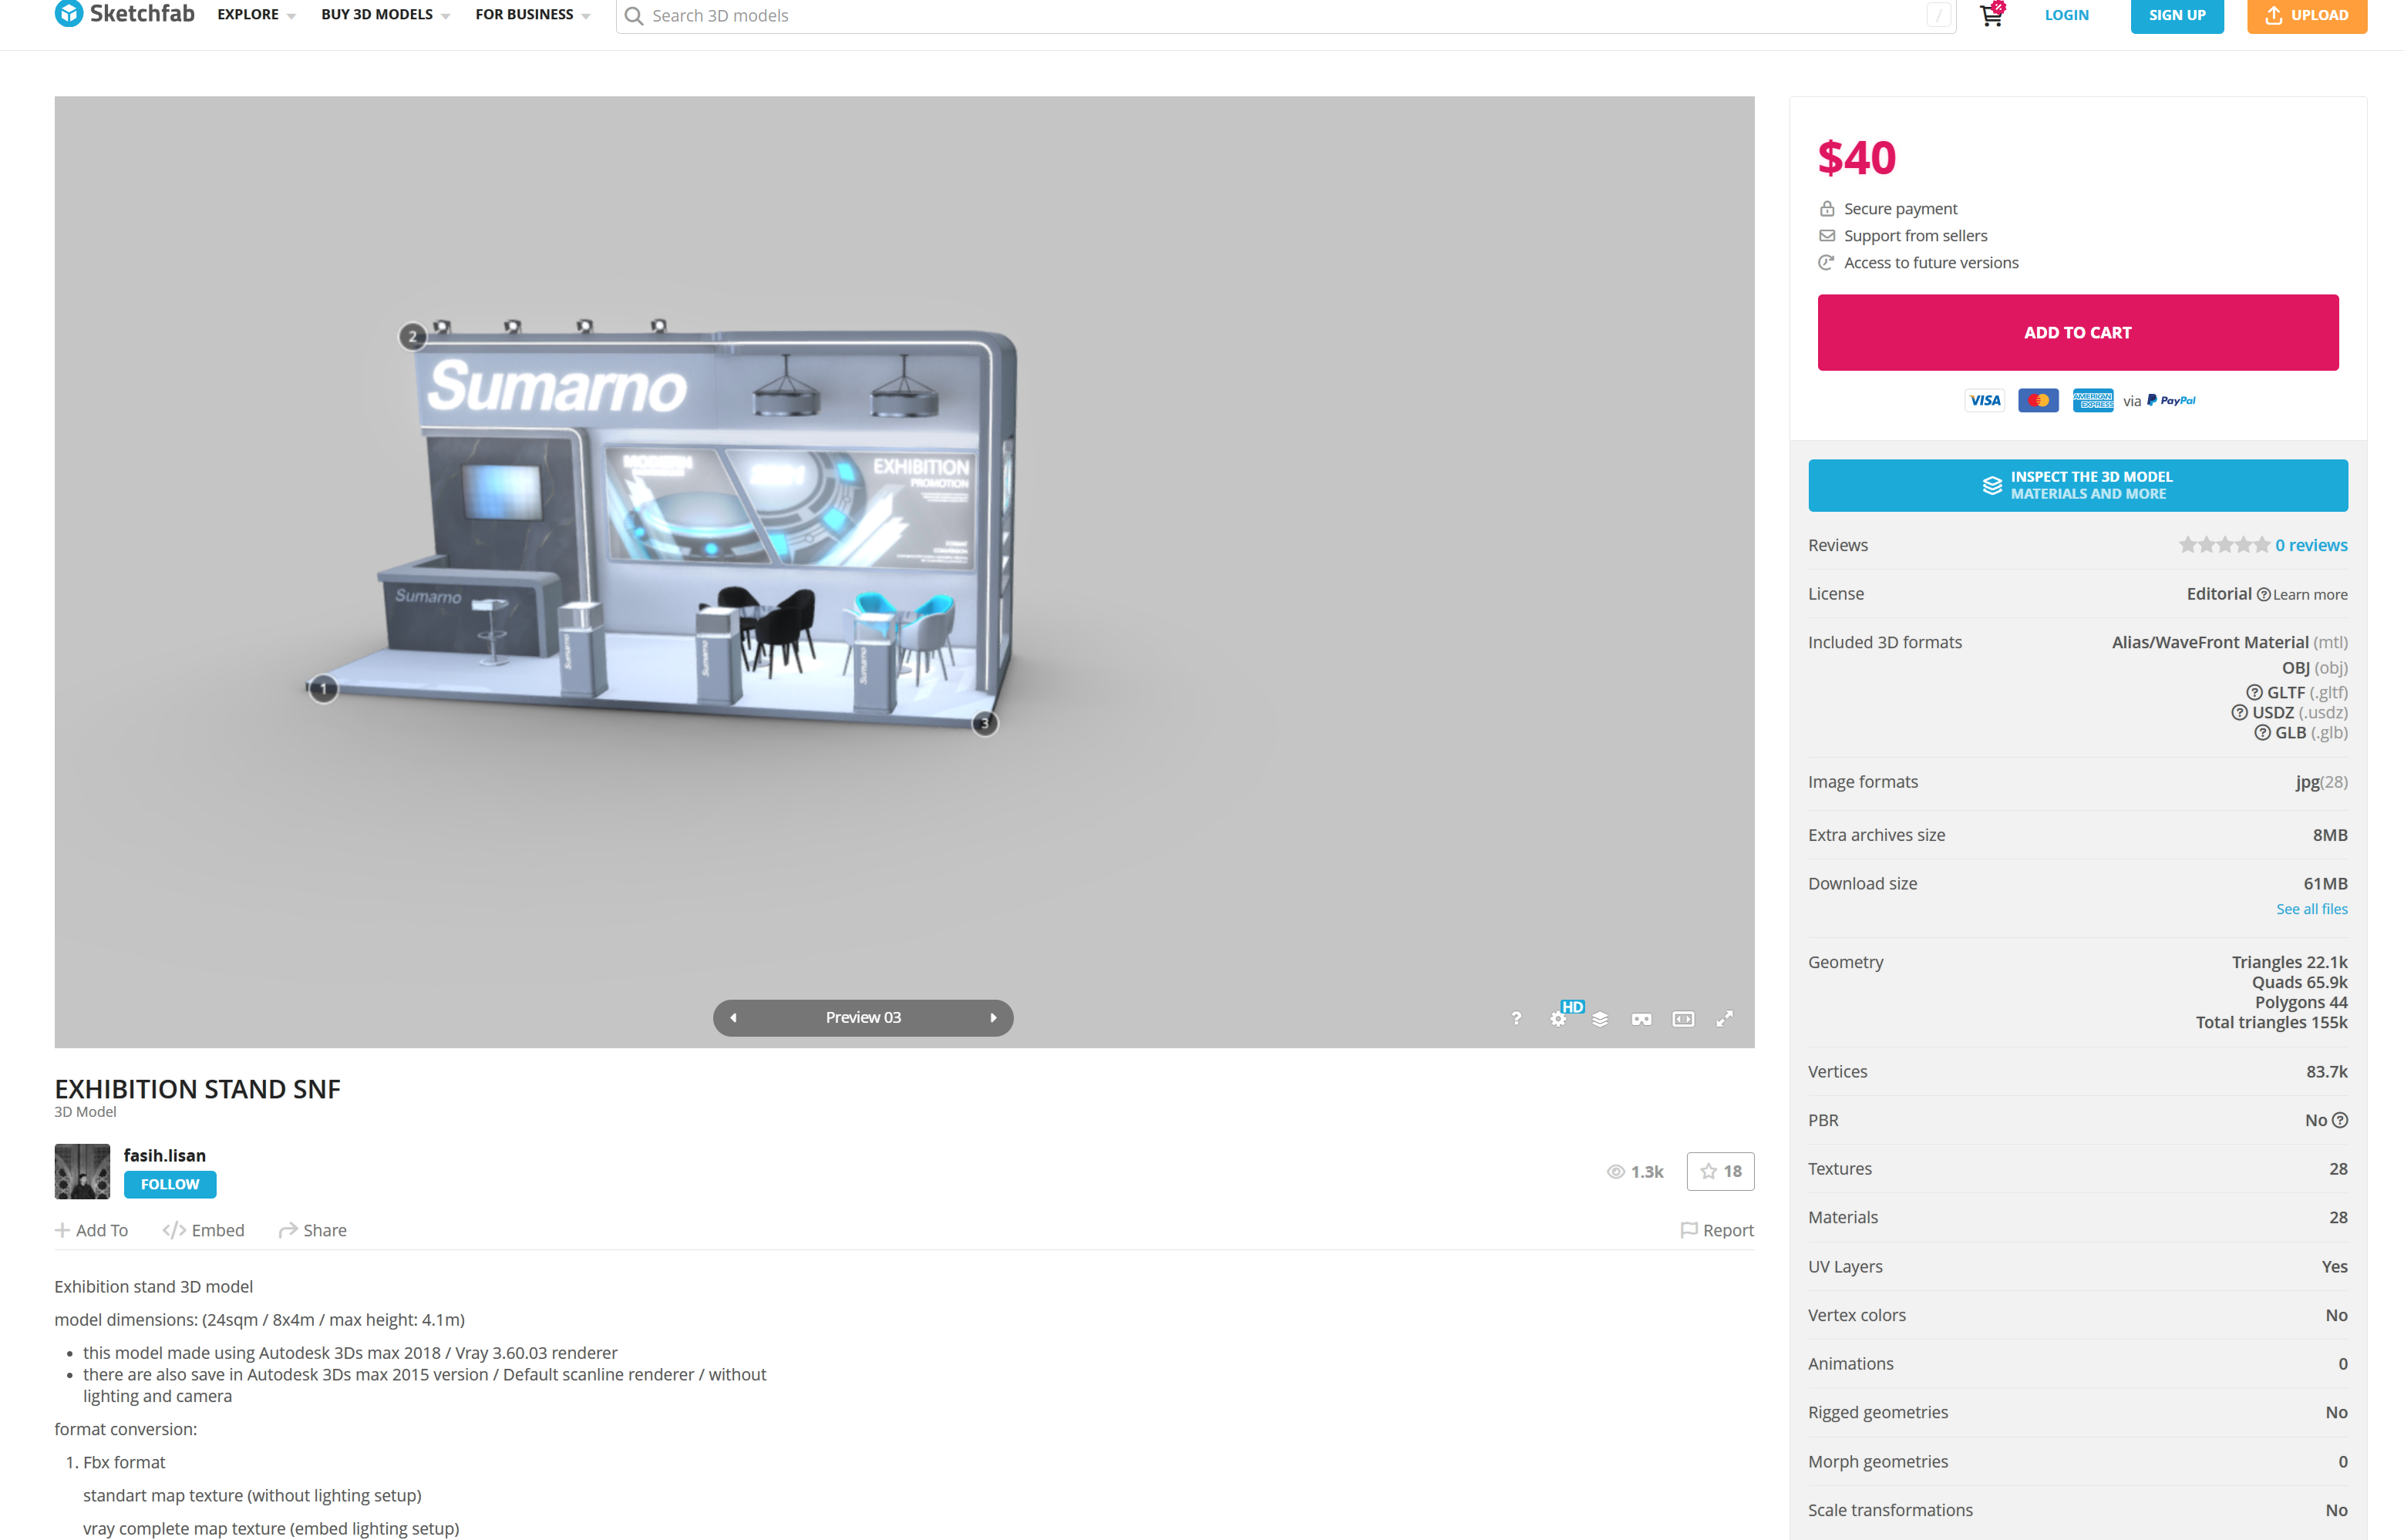 Sketchfab EXPLORE BUY 3D MODELS FOR BUSINESS Search 3D models / LOGIN SIGN UP UPLOAD
2
Sumarno
EXHIBITION
PROMOTION
Sumarno
Sumarno
Sumarno
Sumarno
1
3
Preview 03
? HD
EXHIBITION STAND SNF
3D Model
fasih.lisan
FOLLOW
1.3k
18
Add To Embed Share Report
Exhibition stand 3D model
model dimensions: (24sqm / 8x4m / max height: 4.1m)
• this model made using Autodesk 3Ds max 2018 / Vray 3.60.03 renderer
• there are also save in Autodesk 3Ds max 2015 version / Default scanline renderer / without
lighting and camera
format conversion:
1. Fbx format
standart map texture (without lighting setup)
vray complete map texture (embed lighting setup)
$40
Secure payment
Support from sellers
Access to future versions
ADD TO CART
VISA AMERICAN EXPRESS via PayPal
INSPECT THE 3D MODEL
MATERIALS AND MORE
Reviews 0 reviews
License Editorial ? Learn more
Included 3D formats Alias/WaveFront Material (mtl)
OBJ (obj)
? GLTF (.gltf)
? USDZ (.usdz)
? GLB (.glb)
Image formats jpg(28)
Extra archives size 8MB
Download size 61MB
See all files
Geometry Triangles 22.1k
Quads 65.9k
Polygons 44
Total triangles 155k
Vertices 83.7k
PBR No ?
Textures 28
Materials 28
UV Layers Yes
Vertex colors No
Animations 0
Rigged geometries No
Morph geometries 0
Scale transformations No